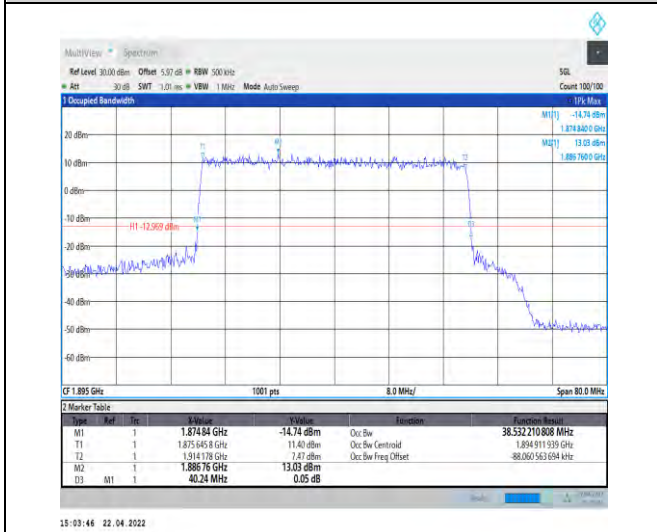 MultiView Spectrum
Ref Level 30.00 dBm Offset 5.97 dB RBW 500 kHz SGL
Att 30 dB SWT 1.01 ms VBW 1 MHz Mode Auto Sweep Count 100/100
1 Occupied Bandwidth 1Pk Max
M1[1] -14.74 dBm
1.874 840 0 GHz
M2[1] 13.03 dBm
1.886 760 0 GHz
20 dBm
T1
M2
T2
10 dBm
0 dBm
-10 dBm
H1 -12.969 dBm
M1
D3
-20 dBm
-30 dBm
-40 dBm
-50 dBm
-60 dBm
CF 1.895 GHz 1001 pts 8.0 MHz/ Span 80.0 MHz
2 Marker Table
Type Ref Trc X-Value Y-Value Function Function Result
M1 1 1.874 84 GHz -14.74 dBm Occ Bw 38.532 210 808 MHz
T1 1 1.875 645 8 GHz 11.40 dBm Occ Bw Centroid 1.894 911 939 GHz
T2 1 1.914 178 GHz 7.47 dBm Occ Bw Freq Offset -88.060 563 694 kHz
M2 1 1.886 76 GHz 13.03 dBm
D3 M1 1 40.24 MHz 0.05 dB
15:03:46 22.04.2022